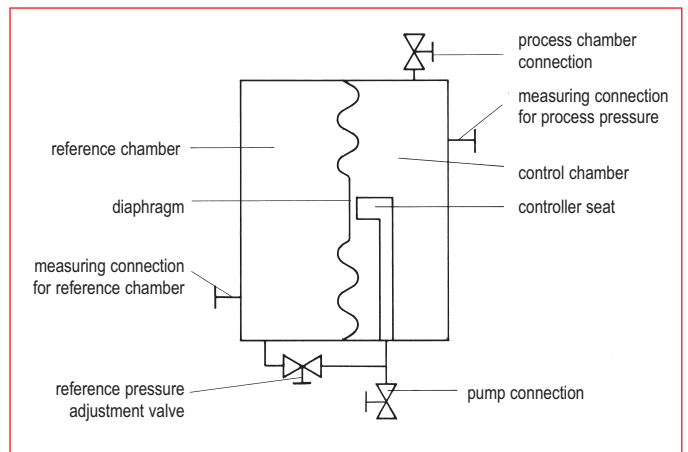 process chamber
connection
measuring connection
for process pressure
reference chamber
control chamber
diaphragm
controller seat
measuring connection
for reference chamber
reference pressure
adjustment valve
pump connection